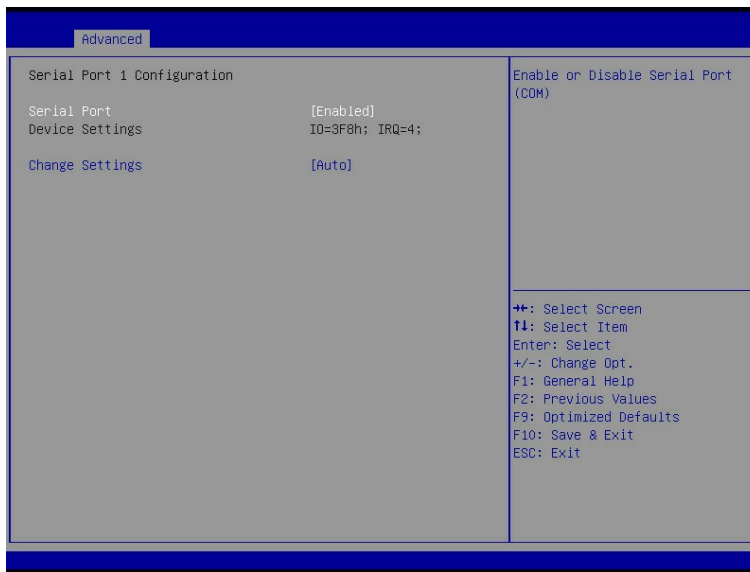 Advanced
Serial Port 1 Configuration
Serial Port [Enabled]
Device Settings IO=3F8h; IRQ=4;
Change Settings [Auto]
Enable or Disable Serial Port
(COM)
→←: Select Screen
↑↓: Select Item
Enter: Select
+/-: Change Opt.
F1: General Help
F2: Previous Values
F9: Optimized Defaults
F10: Save & Exit
ESC: Exit